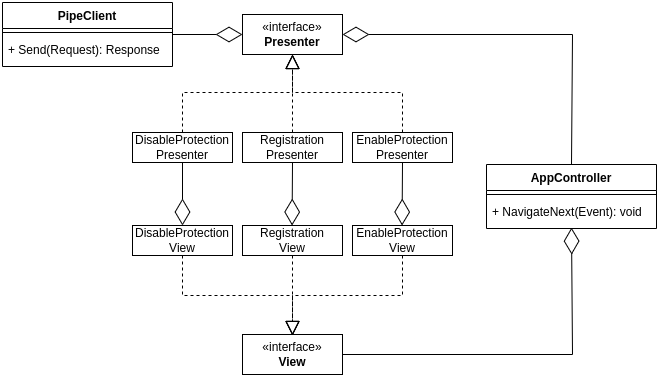 PipeClient
+ Send(Request): Response
«interface»
Presenter
DisableProtection
Presenter
Registration
Presenter
EnableProtection
Presenter
AppController
+ NavigateNext(Event): void
DisableProtection
View
Registration
View
EnableProtection
View
«interface»
View